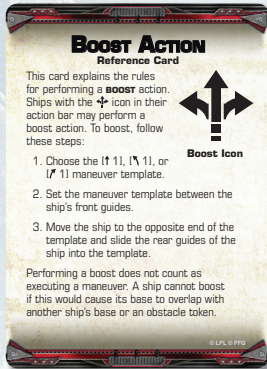 BOOST ACTION
Reference Card
This card explains the rules
for performing a BOOST action.
Ships with the icon in their
action bar may perform a
boost action. To boost, follow
these steps:
Boost Icon
1. Choose the [⬆ 1], [↖ 1], or
[↱ 1] maneuver template.
2. Set the maneuver template between the
ship's front guides.
3. Move the ship to the opposite end of the
template and slide the rear guides of the
ship into the template.
Performing a boost does not count as
executing a maneuver. A ship cannot boost
if this would cause its base to overlap with
another ship's base or an obstacle token.
© LFL © FFG